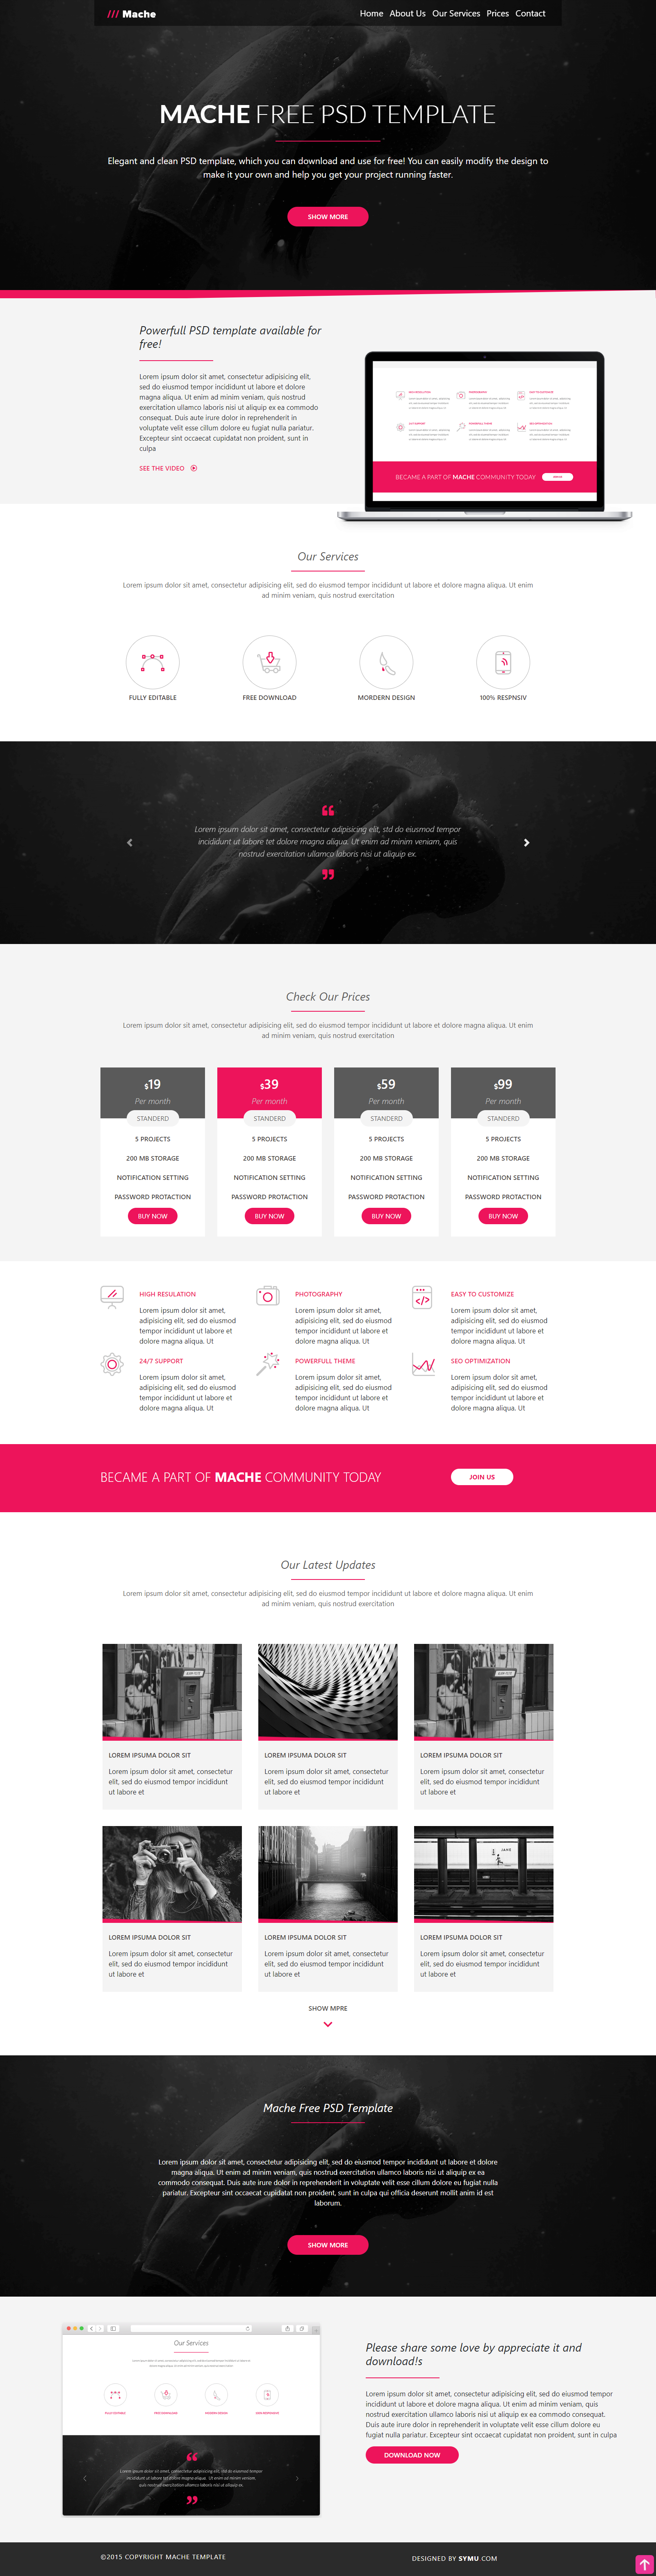 /// Mache
Home About Us Our Services Prices Contact
MACHE FREE PSD TEMPLATE
Elegant and clean PSD template, which you can download and use for free! You can easily modify the design to
make it your own and help you get your project running faster.
SHOW MORE
Powerfull PSD template available for
free!
Lorem ipsum dolor sit amet, consectetur adipisicing elit,
sed do eiusmod tempor incididunt ut labore et dolore
magna aliqua. Ut enim ad minim veniam, quis nostrud
exercitation ullamco laboris nisi ut aliquip ex ea commodo
consequat. Duis aute irure dolor in reprehenderit in
voluptate velit esse cillum dolore eu fugiat nulla pariatur.
Excepteur sint occaecat cupidatat non proident, sunt in
culpa
SEE THE VIDEO
BECAME A PART OF MACHE COMMUNITY TODAY
Our Services
Lorem ipsum dolor sit amet, consectetur adipisicing elit, sed do eiusmod tempor incididunt ut labore et dolore magna aliqua. Ut enim
ad minim veniam, quis nostrud exercitation
FULLY EDITABLE
FREE DOWNLOAD
MORDERN DESIGN
100% RESPNSIV
Lorem ipsum dolor sit amet, consectetur adipisicing elit, std do eiusmod tempor
incididunt ut labore tet dolore magna aliqua. Ut enim ad minim veniam, quis
nostrud exercitation ullamco laboris nisi ut aliquip ex.
Check Our Prices
Lorem ipsum dolor sit amet, consectetur adipisicing elit, sed do eiusmod tempor incididunt ut labore et dolore magna aliqua. Ut enim
ad minim veniam, quis nostrud exercitation
$19
Per month
STANDERD
5 PROJECTS
200 MB STORAGE
NOTIFICATION SETTING
PASSWORD PROTACTION
BUY NOW
$39
Per month
STANDERD
5 PROJECTS
200 MB STORAGE
NOTIFICATION SETTING
PASSWORD PROTACTION
BUY NOW
$59
Per month
STANDERD
5 PROJECTS
200 MB STORAGE
NOTIFICATION SETTING
PASSWORD PROTACTION
BUY NOW
$99
Per month
STANDERD
5 PROJECTS
200 MB STORAGE
NOTIFICATION SETTING
PASSWORD PROTACTION
BUY NOW
HIGH RESULATION
Lorem ipsum dolor sit amet,
adipisicing elit, sed do eiusmod
tempor incididunt ut labore et
dolore magna aliqua. Ut
PHOTOGRAPHY
Lorem ipsum dolor sit amet,
adipisicing elit, sed do eiusmod
tempor incididunt ut labore et
dolore magna aliqua. Ut
EASY TO CUSTOMIZE
Lorem ipsum dolor sit amet,
adipisicing elit, sed do eiusmod
tempor incididunt ut labore et
dolore magna aliqua. Ut
24/7 SUPPORT
Lorem ipsum dolor sit amet,
adipisicing elit, sed do eiusmod
tempor incididunt ut labore et
dolore magna aliqua. Ut
POWERFULL THEME
Lorem ipsum dolor sit amet,
adipisicing elit, sed do eiusmod
tempor incididunt ut labore et
dolore magna aliqua. Ut
SEO OPTIMIZATION
Lorem ipsum dolor sit amet,
adipisicing elit, sed do eiusmod
tempor incididunt ut labore et
dolore magna aliqua. Ut
BECAME A PART OF MACHE COMMUNITY TODAY
JOIN US
Our Latest Updates
Lorem ipsum dolor sit amet, consectetur adipisicing elit, sed do eiusmod tempor incididunt ut labore et dolore magna aliqua. Ut enim
ad minim veniam, quis nostrud exercitation
LOREM IPSUMA DOLOR SIT
Lorem ipsum dolor sit amet, consectetur
elit, sed do eiusmod tempor incididunt
ut labore et
LOREM IPSUMA DOLOR SIT
Lorem ipsum dolor sit amet, consectetur
elit, sed do eiusmod tempor incididunt
ut labore et
LOREM IPSUMA DOLOR SIT
Lorem ipsum dolor sit amet, consectetur
elit, sed do eiusmod tempor incididunt
ut labore et
LOREM IPSUMA DOLOR SIT
Lorem ipsum dolor sit amet, consectetur
elit, sed do eiusmod tempor incididunt
ut labore et
LOREM IPSUMA DOLOR SIT
Lorem ipsum dolor sit amet, consectetur
elit, sed do eiusmod tempor incididunt
ut labore et
LOREM IPSUMA DOLOR SIT
Lorem ipsum dolor sit amet, consectetur
elit, sed do eiusmod tempor incididunt
ut labore et
SHOW MPRE
Mache Free PSD Template
Lorem ipsum dolor sit amet, consectetur adipisicing elit, sed do eiusmod tempor incididunt ut labore et dolore
magna aliqua. Ut enim ad minim veniam, quis nostrud exercitation ullamco laboris nisi ut aliquip ex ea
commodo consequat. Duis aute irure dolor in reprehenderit in voluptate velit esse cillum dolore eu fugiat nulla
pariatur. Excepteur sint occaecat cupidatat non proident, sunt in culpa qui officia deserunt mollit anim id est
laborum.
SHOW MORE
Our Services
Please share some love by appreciate it and
download!s
Lorem ipsum dolor sit amet, consectetur adipisicing elit, sed do eiusmod tempor
incididunt ut labore et dolore magna aliqua. Ut enim ad minim veniam, quis
nostrud exercitation ullamco laboris nisi ut aliquip ex ea commodo consequat.
Duis aute irure dolor in reprehenderit in voluptate velit esse cillum dolore eu
fugiat nulla pariatur. Excepteur sint occaecat cupidatat non proident, sunt in culpa
DOWNLOAD NOW
©2015 COPYRIGHT MACHE TEMPLATE
DESIGNED BY SYMU COM